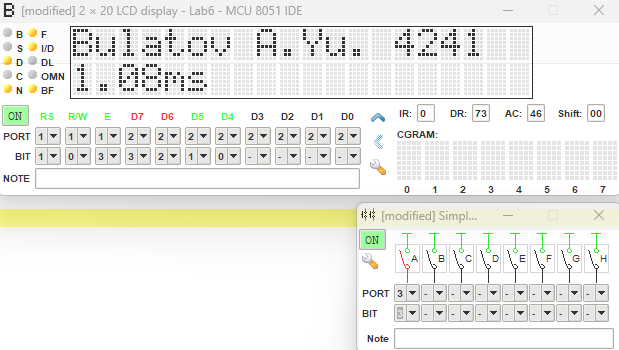 [modified] 2 × 20 LCD display - Lab6 - MCU 8051 IDE
B F
S I/D
D DL
C OMN
N BF
Bulatov A.Yu. 4241
1.08ms
ON RS R/W E D7 D6 D5 D4 D3 D2 D1 D0
PORT 1 1 1 2 2 2 2 2 2 2 2
BIT 1 0 3 3 2 1 0 - - - -
NOTE
IR: 0 DR: 73 AC: 46 Shift: 00
CGRAM:
0 1 2 3 4 5 6 7
[modified] Simpl...
ON
A B C D E F G H
PORT 3 - - - - - - -
BIT 3 - - - - - - -
Note